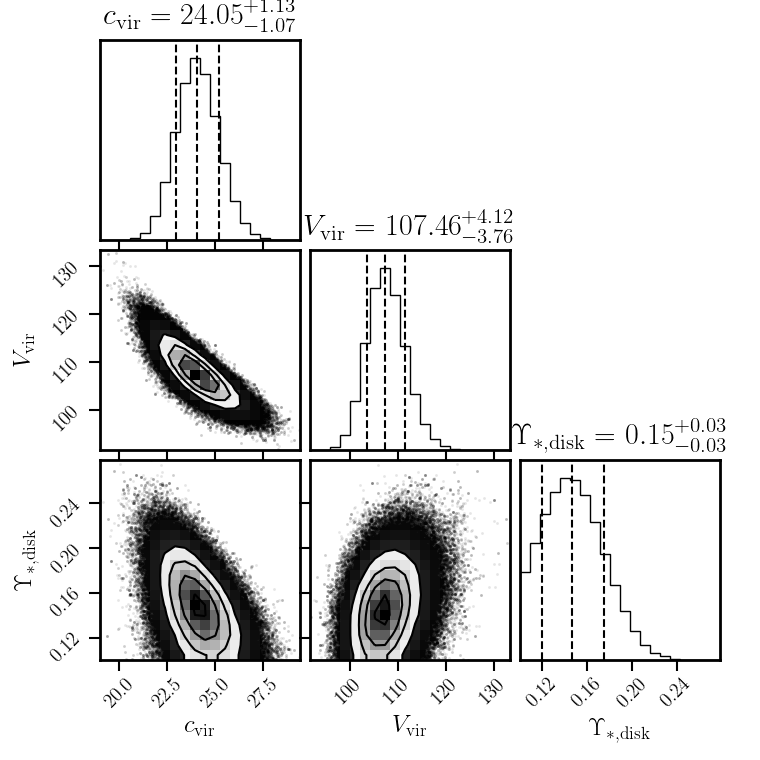 c_vir = 24.05 +1.13 −1.07
V_vir = 107.46 +4.12 −3.76
130
120
110
100
V_vir
ϒ_*,disk = 0.15 +0.03 −0.03
0.24
0.20
0.16
0.12
ϒ_*,disk
20.0 22.5 25.0 27.5
100 110 120 130
0.12 0.16 0.20 0.24
c_vir
V_vir
ϒ_*,disk